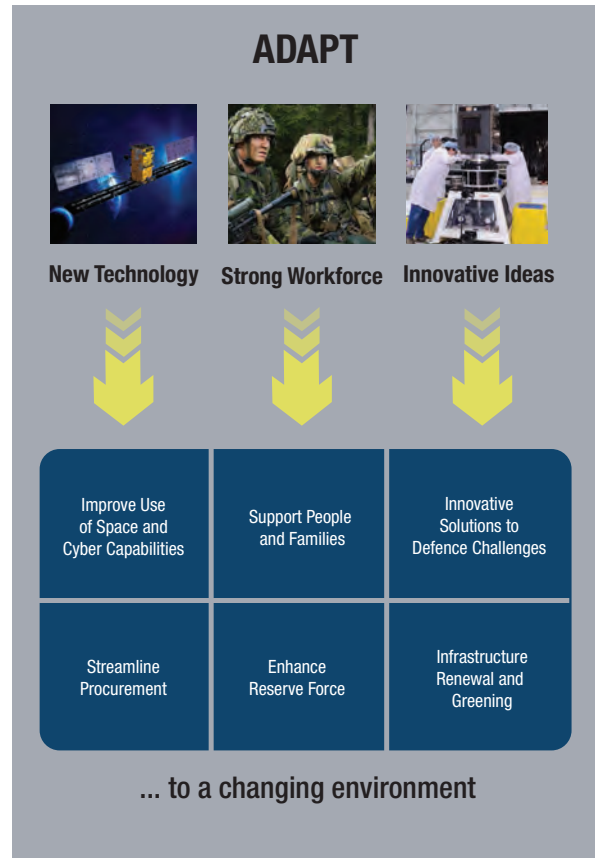 ADAPT
New Technology
Strong Workforce
Innovative Ideas
Improve Use
of Space and
Cyber Capabilities
Support People
and Families
Innovative
Solutions to
Defence Challenges
Streamline
Procurement
Enhance
Reserve Force
Infrastructure
Renewal and
Greening
... to a changing environment